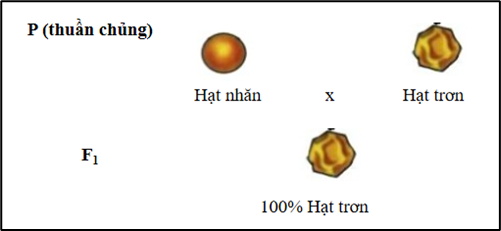 P (thuần chủng)
Hạt nhăn x Hạt trơn
F1
100% Hạt trơn